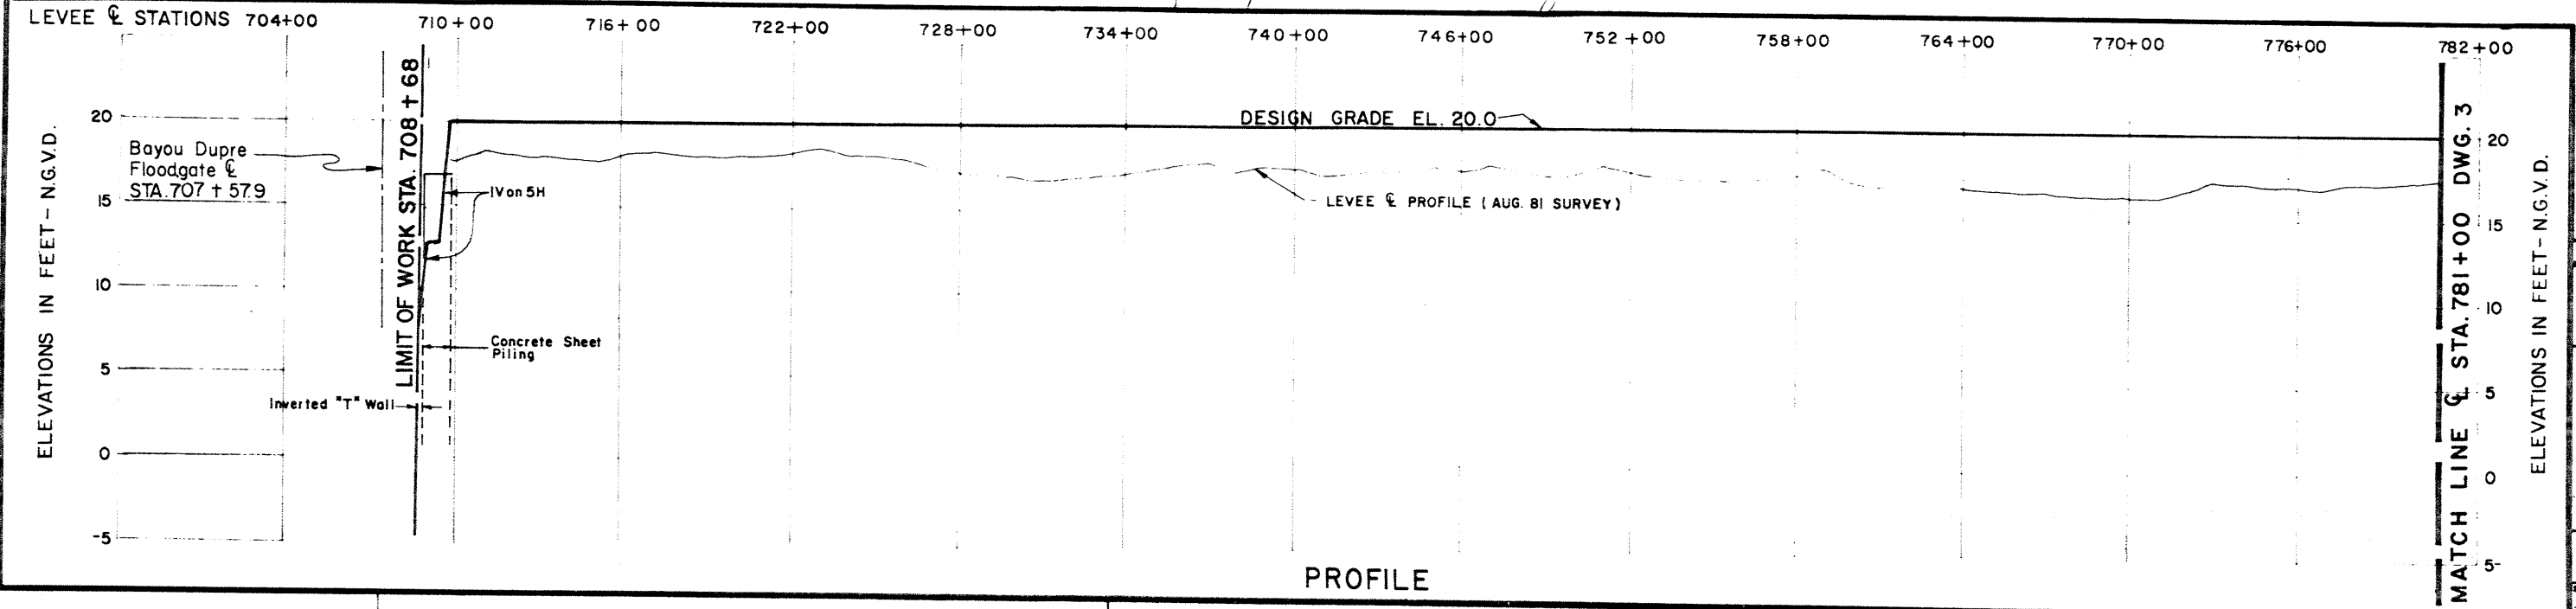 LEVEE ℄ STATIONS 704+00 710+00 716+00 722+00 728+00 734+00 740+00 746+00 752+00 758+00 764+00 770+00 776+00 782+00
ELEVATIONS IN FEET - N.G.V.D.
20
15
10
5
0
-5
Bayou Dupre
Floodgate ℄
STA.707 + 57.9
LIMIT OF WORK STA. 708 + 68
1V on 5H
Concrete Sheet
Piling
Inverted "T" Wall
DESIGN GRADE EL. 20.0
LEVEE ℄ PROFILE (AUG. 81 SURVEY)
MATCH LINE ℄ STA. 781+00 DWG. 3
20
15
10
5
0
5-
ELEVATIONS IN FEET - N.G.V.D.
PROFILE